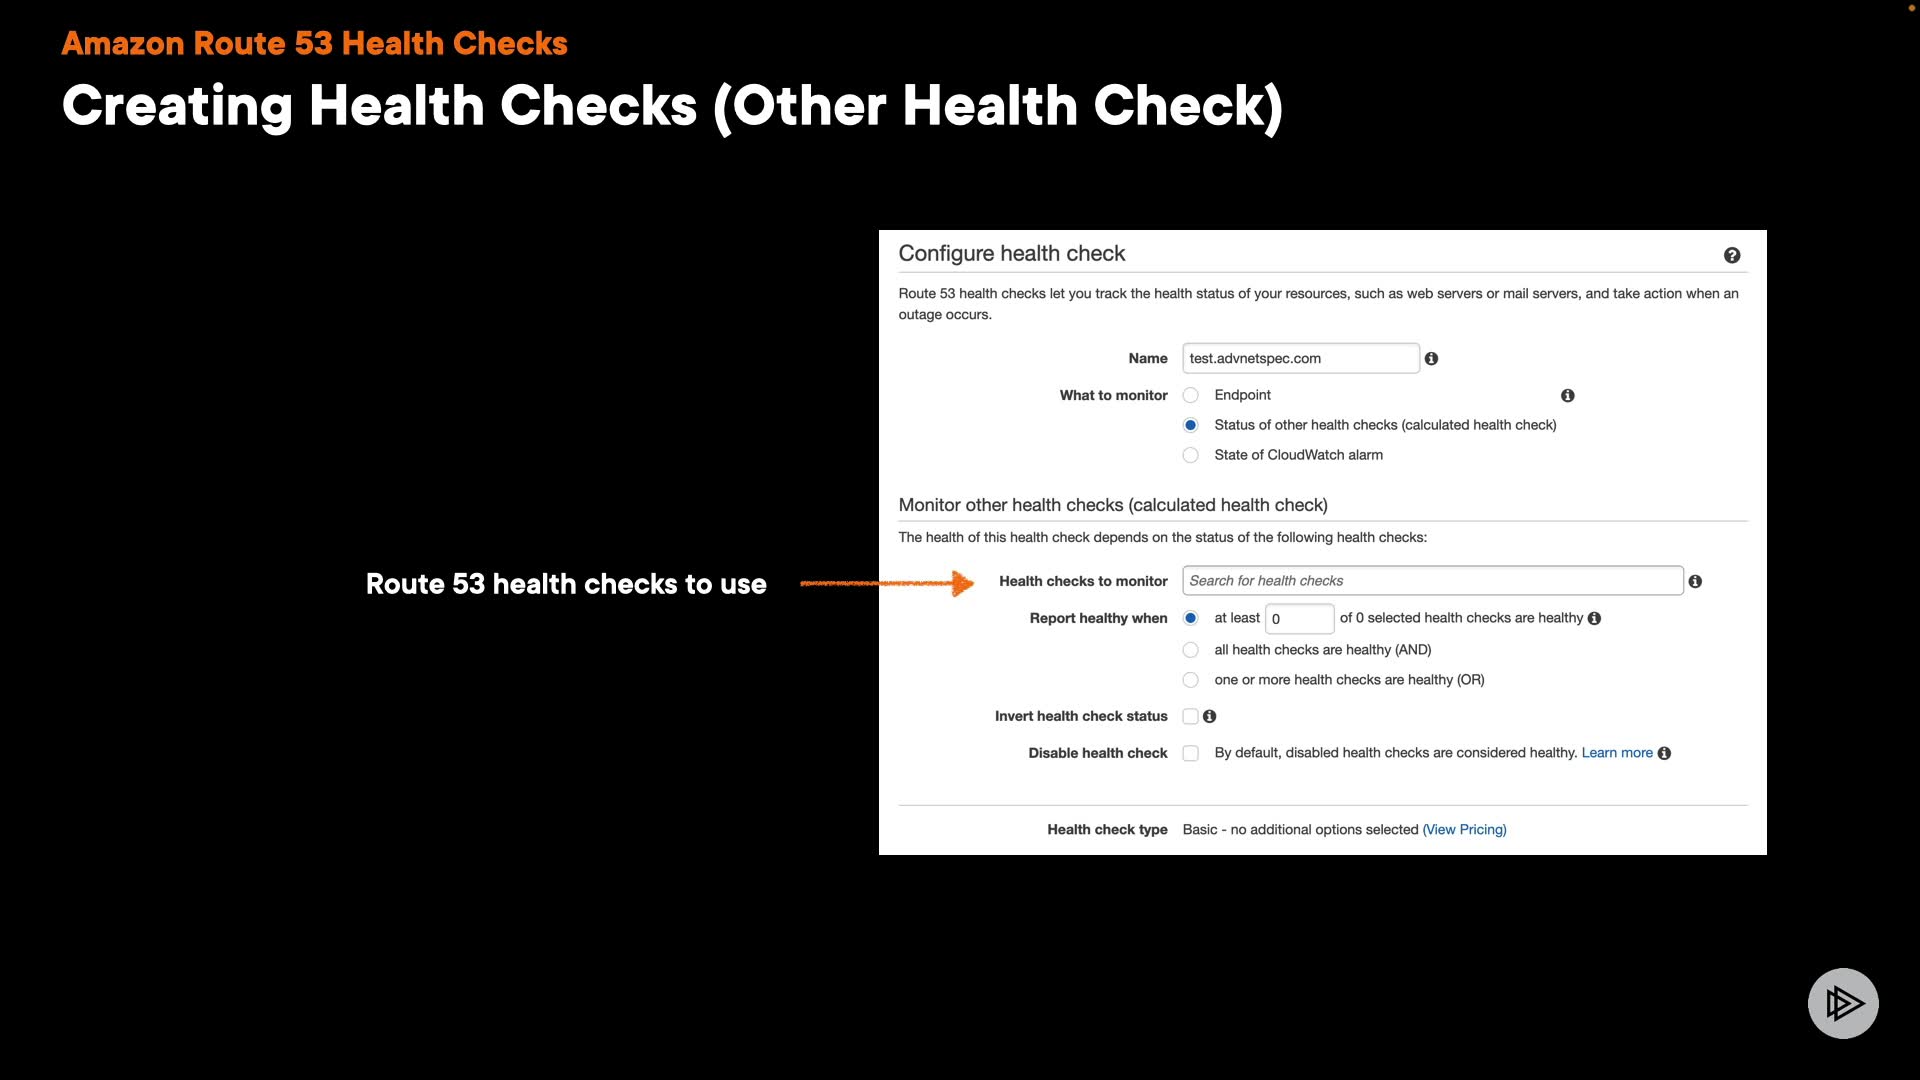 Amazon Route 53 Health Checks
Creating Health Checks (Other Health Check)
Configure health check
Route 53 health checks let you track the health status of your resources, such as web servers or mail servers, and take action when an
outage occurs.
Name test.advnetspec.com
What to monitor Endpoint
Status of other health checks (calculated health check)
State of CloudWatch alarm
Monitor other health checks (calculated health check)
The health of this health check depends on the status of the following health checks:
Route 53 health checks to use
Health checks to monitor Search for health checks
Report healthy when at least 0 of 0 selected health checks are healthy
all health checks are healthy (AND)
one or more health checks are healthy (OR)
Invert health check status
Disable health check By default, disabled health checks are considered healthy. Learn more
Health check type Basic - no additional options selected (View Pricing)